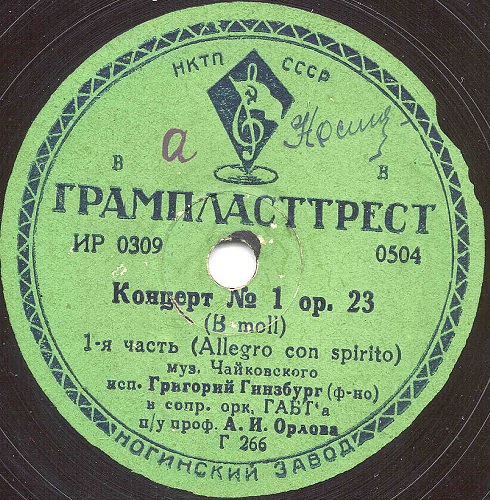 НКТП СССР
а
В В
ГРАМПЛАСТТРЕСТ
ИР 0309 0504
Концерт № 1 ор. 23
(B moll)
1-я часть (Allegro con spirito)
муз. Чайковского
исп. Григорий Гинзбург (ф-но)
в сопр. орк. ГАБТ'а
п/у проф. А. И. Орлова
Г 266
НОГИНСКИЙ ЗАВОД